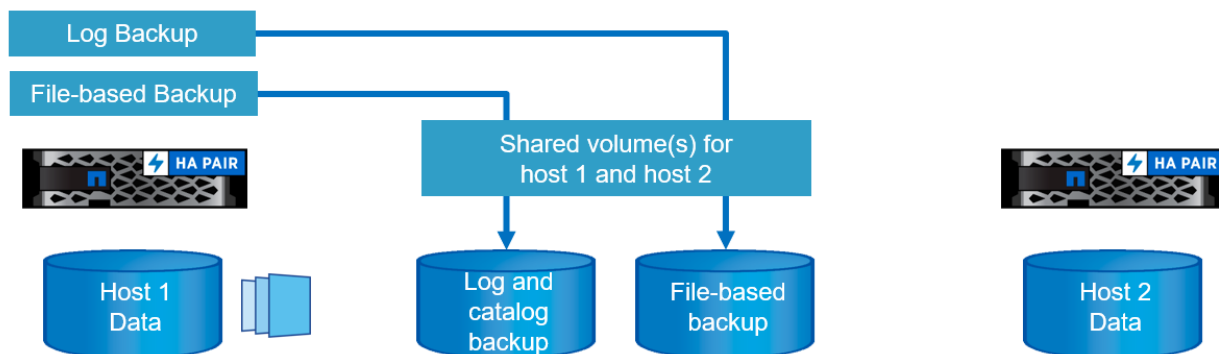 Log Backup
File-based Backup
Shared volume(s) for
host 1 and host 2
HA PAIR
HA PAIR
Host 1
Data
Log and
catalog
backup
File-based
backup
Host 2
Data